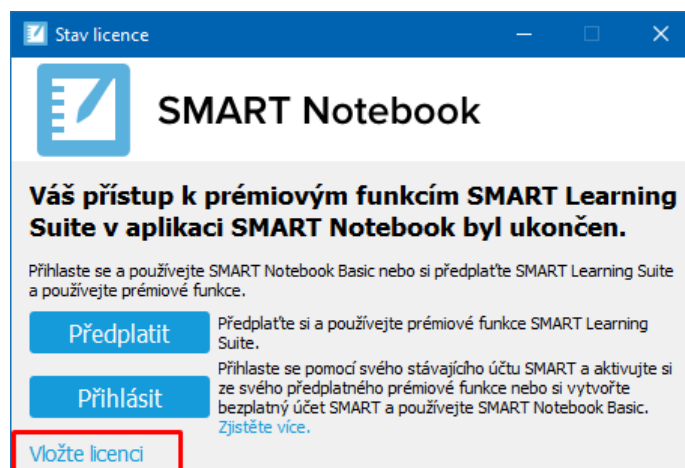 Stav licence
SMART Notebook
Váš přístup k prémiovým funkcím SMART Learning
Suite v aplikaci SMART Notebook byl ukončen.
Přihlaste se a používejte SMART Notebook Basic nebo si předplaťte SMART Learning Suite
a používejte prémiové funkce.
Předplatit
Předplaťte si a používejte prémiové funkce SMART Learning
Suite.
Přihlásit
Přihlaste se pomocí svého stávajícího účtu SMART a aktivujte si
ze svého předplatného prémiové funkce nebo si vytvořte
bezplatný účet SMART a používejte SMART Notebook Basic.
Zjistěte více.
Vložte licenci